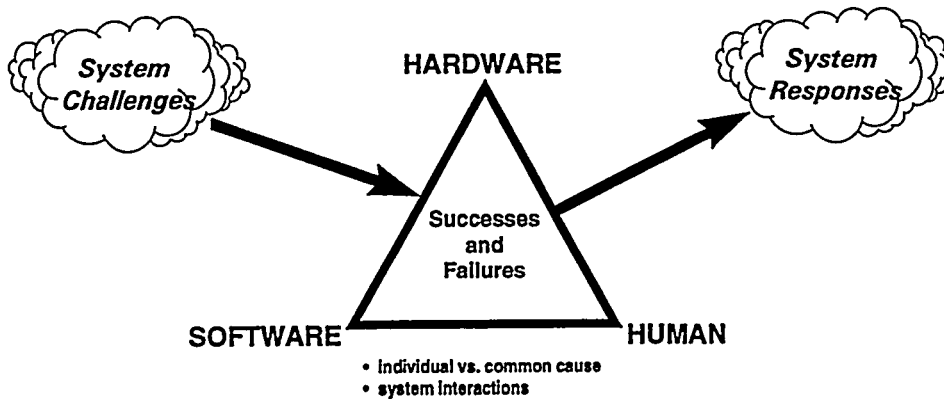 System
Challenges
HARDWARE
System
Responses
Successes
and
Failures
SOFTWARE
HUMAN
• Individual vs. common cause
• system interactions